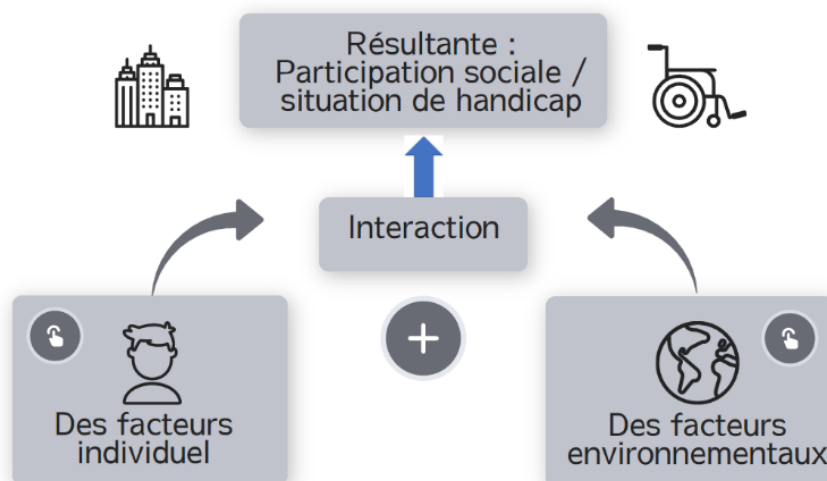 Résultante :
Participation sociale /
situation de handicap
Interaction
+
Des facteurs
individuel
Des facteurs
environnementaux